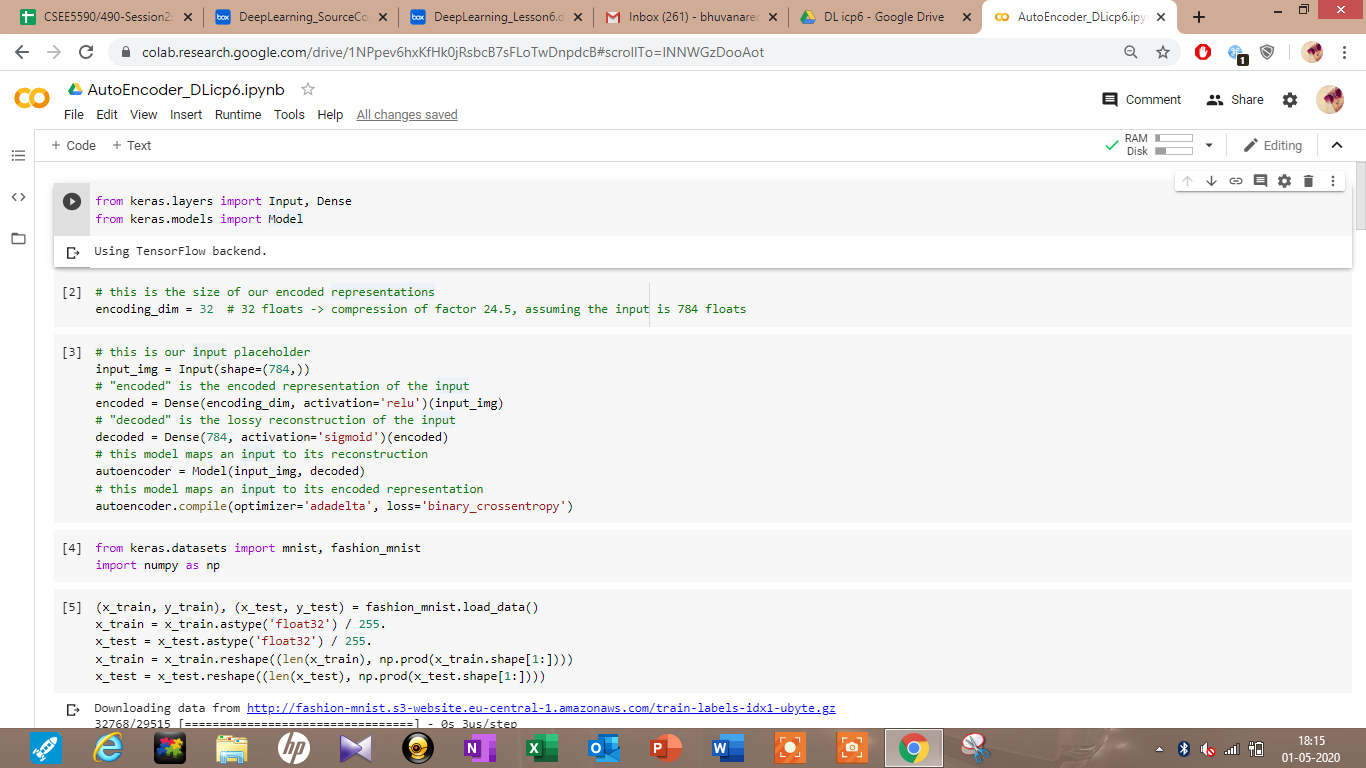 CSEE5590/490-Session2:
DeepLearning_SourceCo
DeepLearning_Lesson6.d
Inbox (261) - bhuvanarec
DL icp6 - Google Drive
AutoEncoder_DLicp6.ipy
colab.research.google.com/drive/1NPpev6hxKfHk0jRsbcB7sFLoTwDnpdcB#scrollTo=INNWGzDooAot
1
CO
AutoEncoder_DLicp6.ipynb
File Edit View Insert Runtime Tools Help All changes saved
Comment
Share
+ Code + Text
RAM
Disk
Editing
from keras.layers import Input, Dense
from keras.models import Model
Using TensorFlow backend.
[2] # this is the size of our encoded representations
encoding_dim = 32  # 32 floats -> compression of factor 24.5, assuming the input is 784 floats
[3] # this is our input placeholder
input_img = Input(shape=(784,))
# "encoded" is the encoded representation of the input
encoded = Dense(encoding_dim, activation='relu')(input_img)
# "decoded" is the lossy reconstruction of the input
decoded = Dense(784, activation='sigmoid')(encoded)
# this model maps an input to its reconstruction
autoencoder = Model(input_img, decoded)
# this model maps an input to its encoded representation
autoencoder.compile(optimizer='adadelta', loss='binary_crossentropy')
[4] from keras.datasets import mnist, fashion_mnist
import numpy as np
[5] (x_train, y_train), (x_test, y_test) = fashion_mnist.load_data()
x_train = x_train.astype('float32') / 255.
x_test = x_test.astype('float32') / 255.
x_train = x_train.reshape((len(x_train), np.prod(x_train.shape[1:])))
x_test = x_test.reshape((len(x_test), np.prod(x_test.shape[1:])))
Downloading data from http://fashion-mnist.s3-website.eu-central-1.amazonaws.com/train-labels-idx1-ubyte.gz
32768/29515 [=================================] - 0s 3us/step
18:15
01-05-2020